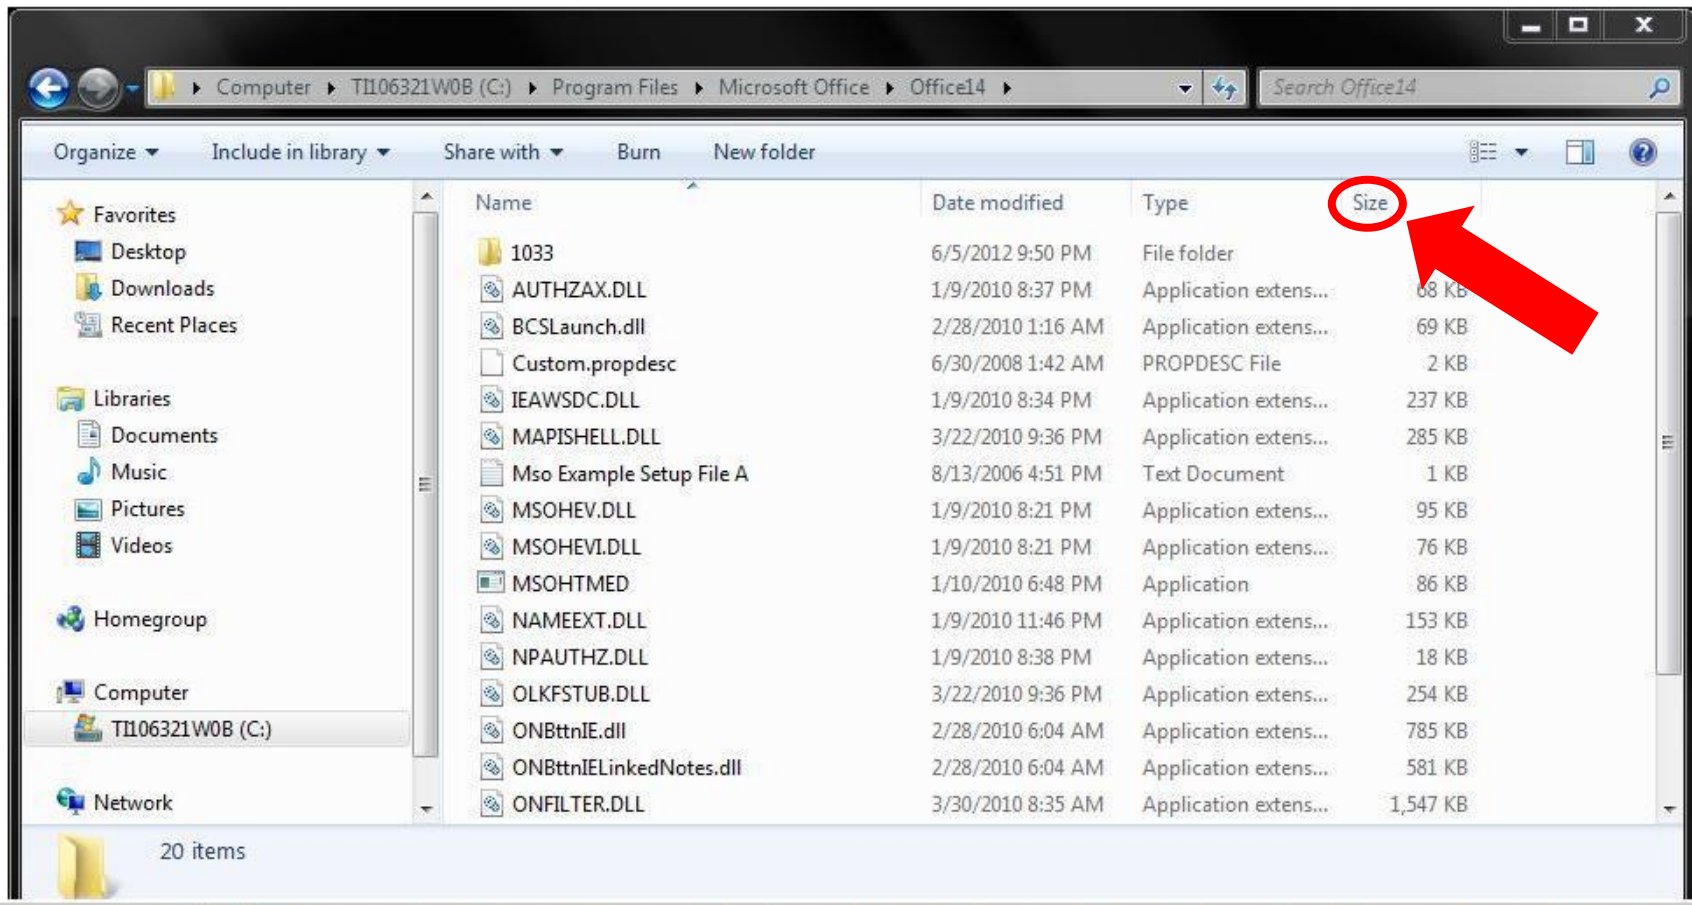 Computer ▸ TI106321W0B (C:) ▸ Program Files ▸ Microsoft Office ▸ Office14 ▸ Search Office14
Organize Include in library Share with Burn New folder
Favorites
Desktop
Downloads
Recent Places
Libraries
Documents
Music
Pictures
Videos
Homegroup
Computer
TI106321W0B (C:)
Network
Name Date modified Type Size
1033 6/5/2012 9:50 PM File folder
AUTHZAX.DLL 1/9/2010 8:37 PM Application extens... 68 KB
BCSLaunch.dll 2/28/2010 1:16 AM Application extens... 69 KB
Custom.propdesc 6/30/2008 1:42 AM PROPDESC File 2 KB
IEAWSDC.DLL 1/9/2010 8:34 PM Application extens... 237 KB
MAPISHELL.DLL 3/22/2010 9:36 PM Application extens... 285 KB
Mso Example Setup File A 8/13/2006 4:51 PM Text Document 1 KB
MSOHEV.DLL 1/9/2010 8:21 PM Application extens... 95 KB
MSOHEVI.DLL 1/9/2010 8:21 PM Application extens... 76 KB
MSOHTMED 1/10/2010 6:48 PM Application 86 KB
NAMEEXT.DLL 1/9/2010 11:46 PM Application extens... 153 KB
NPAUTHZ.DLL 1/9/2010 8:38 PM Application extens... 18 KB
OLKFSTUB.DLL 3/22/2010 9:36 PM Application extens... 254 KB
ONBttnIE.dll 2/28/2010 6:04 AM Application extens... 785 KB
ONBttnIELinkedNotes.dll 2/28/2010 6:04 AM Application extens... 581 KB
ONFILTER.DLL 3/30/2010 8:35 AM Application extens... 1,547 KB
20 items